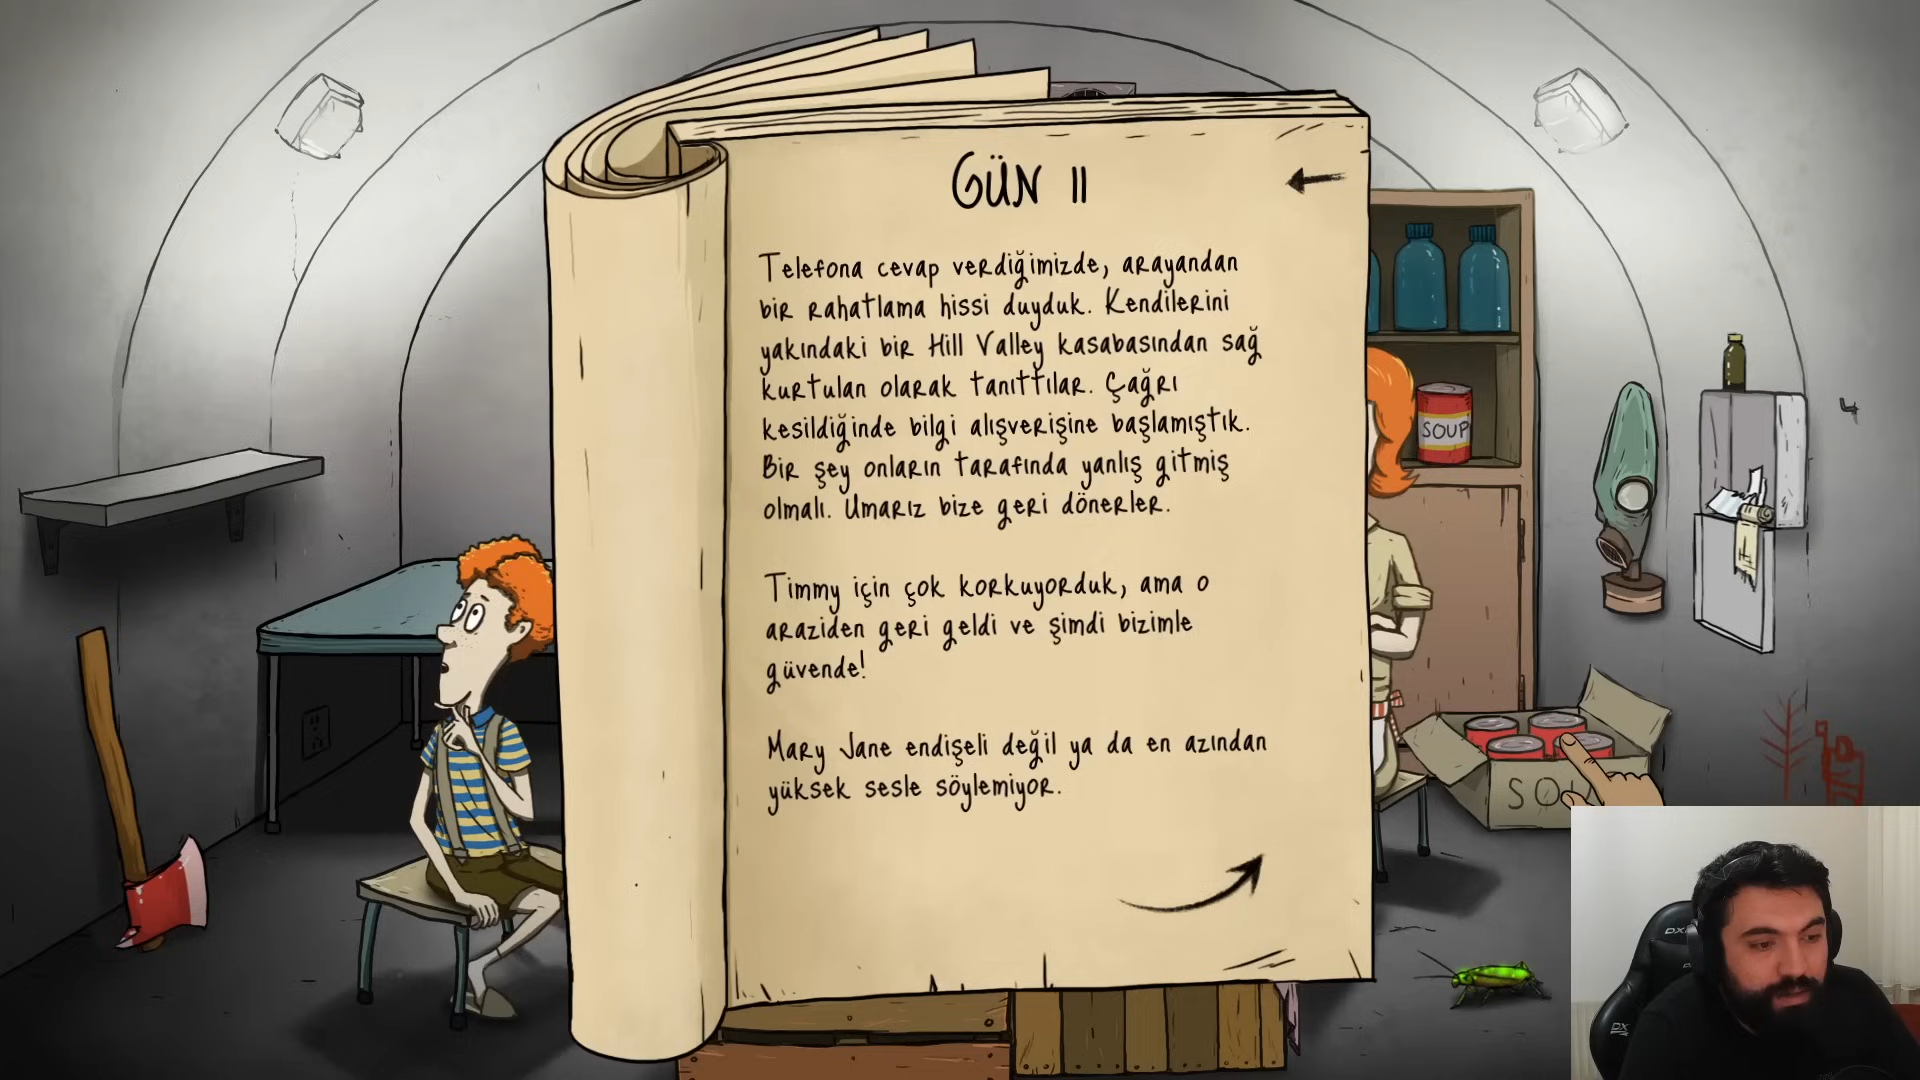 GÜN 11
Telefona cevap verdiğimizde, arayandan
bir rahatlama hissi duyduk. Kendilerini
yakındaki bir Hill Valley kasabasından sağ
kurtulan olarak tanıttılar. Çağrı
kesildiğinde bilgi alışverişine başlamıştık.
Bir şey onların tarafında yanlış gitmiş
olmalı. Umarız bize geri dönerler.
Timmy için çok korkuyorduk, ama o
araziden geri geldi ve şimdi bizimle
güvende!
Mary Jane endişeli değil ya da en azından
yüksek sesle söylemiyor.
SOUP